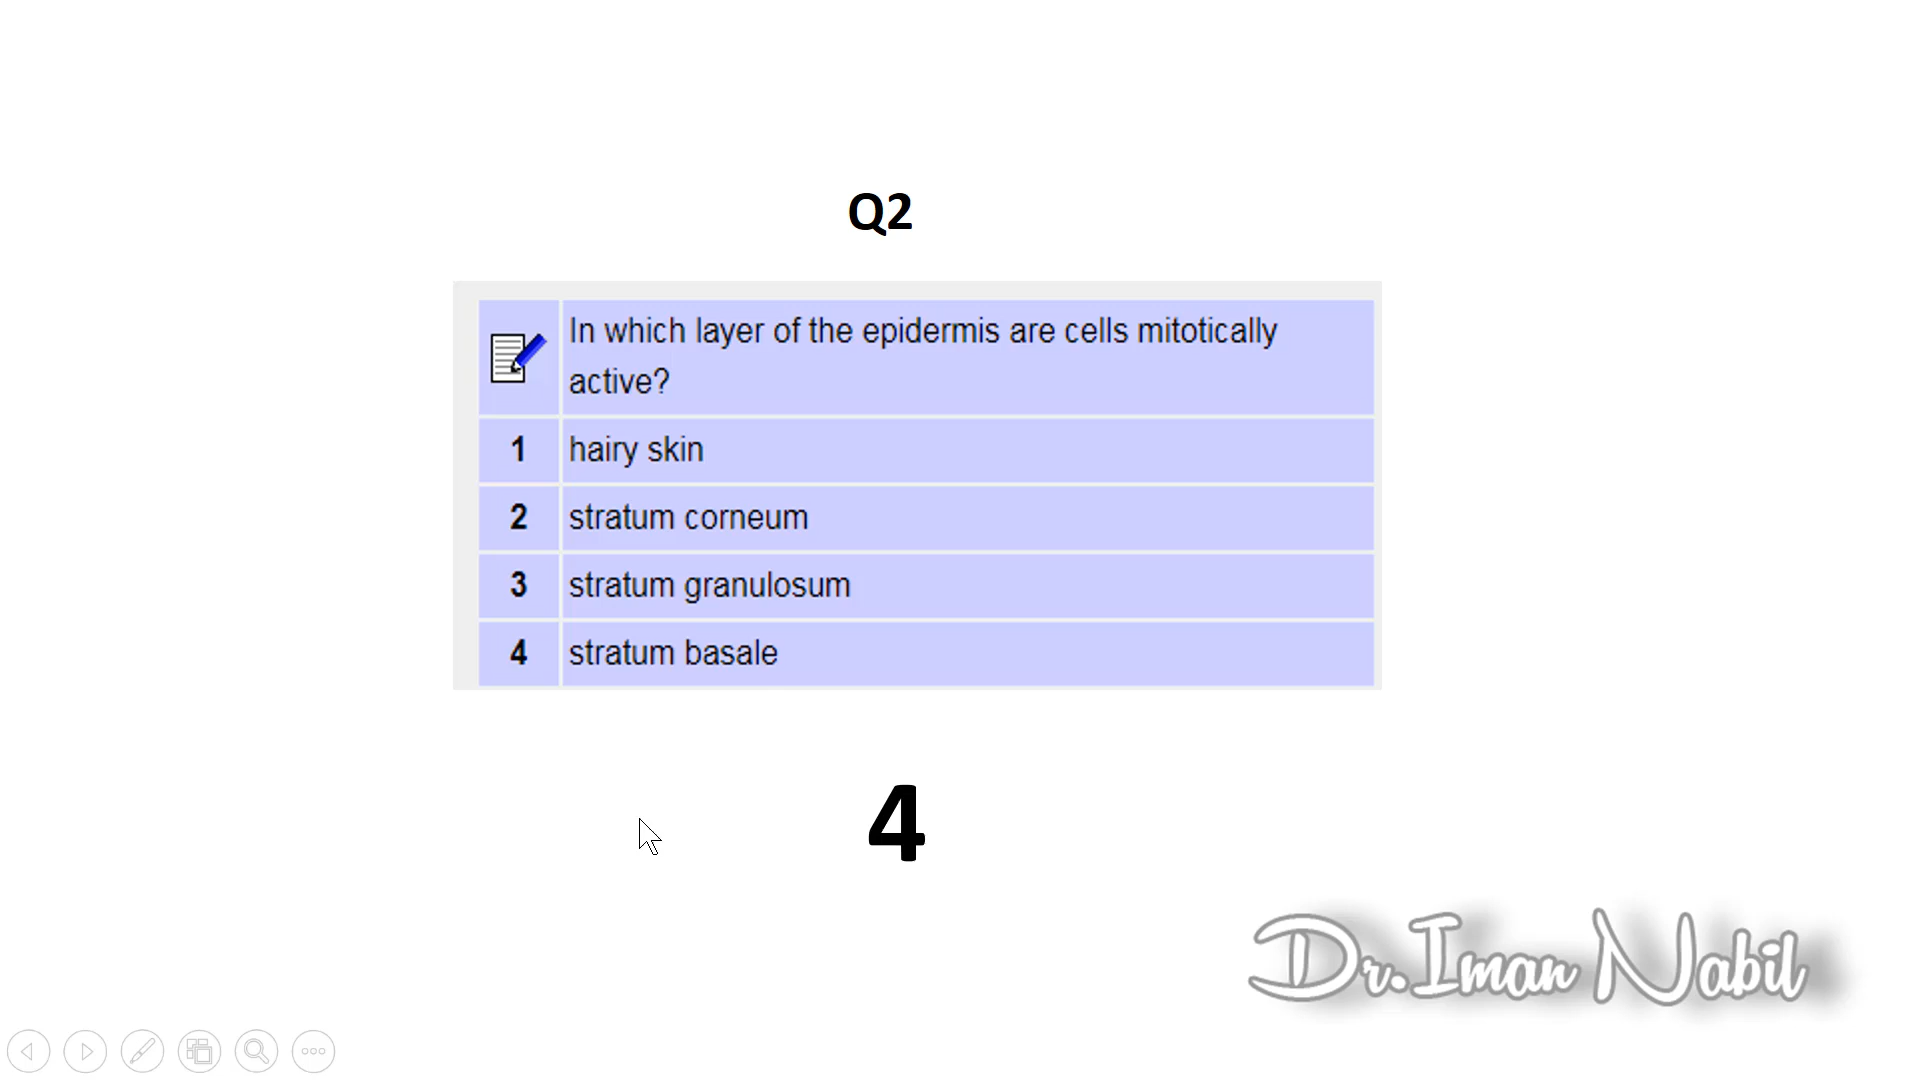 Q2
In which layer of the epidermis are cells mitotically
active?
1 hairy skin
2 stratum corneum
3 stratum granulosum
4 stratum basale
4
Dr.Iman Nabil